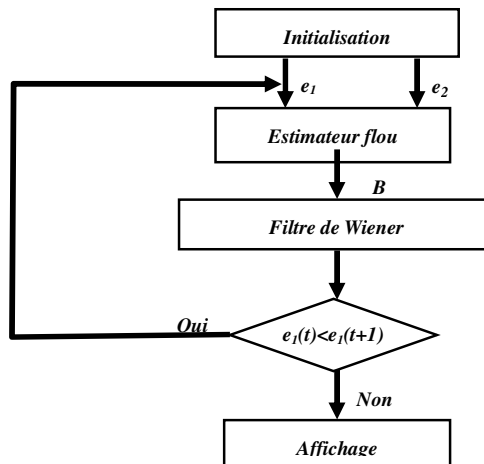 Initialisation
e₁ e₂
Estimateur flou
B
Filtre de Wiener
Oui e₁(t)<e₁(t+1)
Non
Affichage